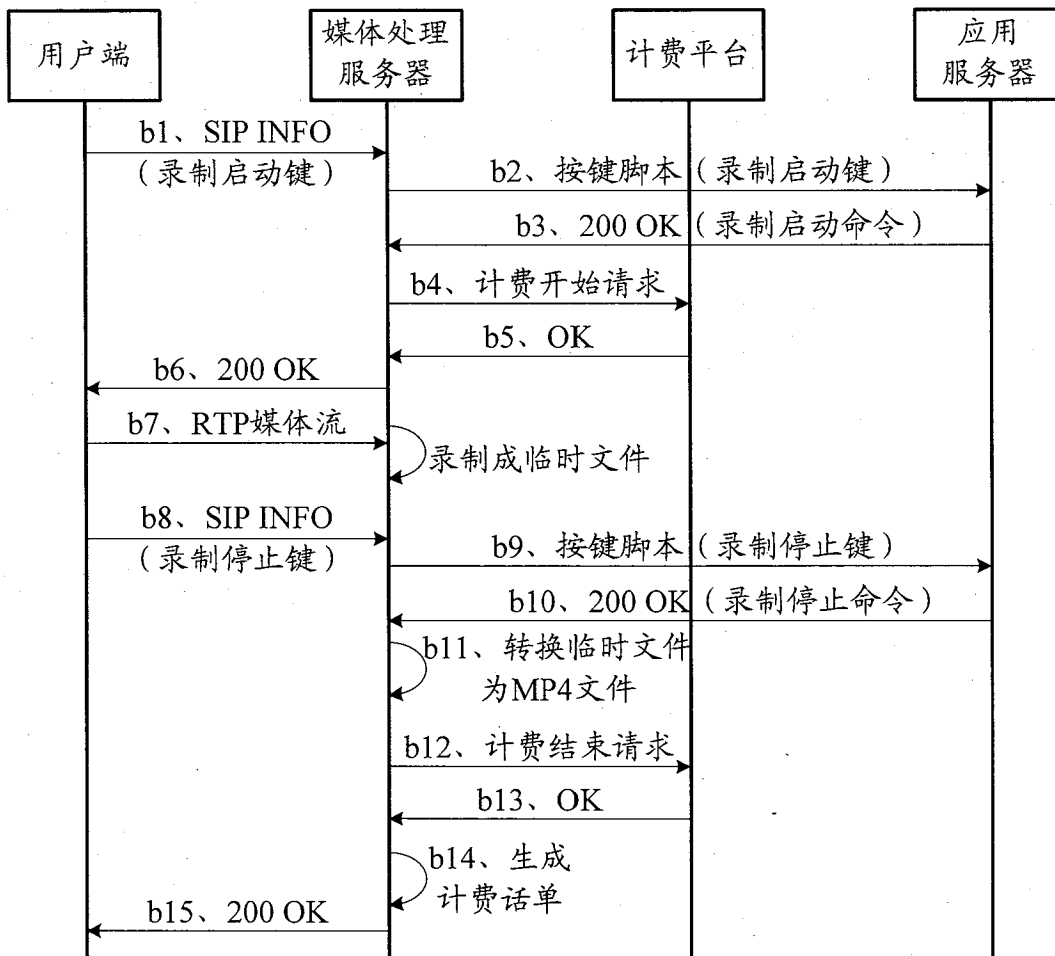 用户端
媒体处理
服务器
计费平台
应用
服务器
b1、SIP INFO
（录制启动键）
b2、按键脚本（录制启动键）
b3、200 OK（录制启动命令）
b4、计费开始请求
b5、OK
b6、200 OK
b7、RTP媒体流
录制成临时文件
b8、SIP INFO
（录制停止键）
b9、按键脚本（录制停止键）
b10、200 OK（录制停止命令）
b11、转换临时文件
为MP4文件
b12、计费结束请求
b13、OK
b14、生成
计费话单
b15、200 OK